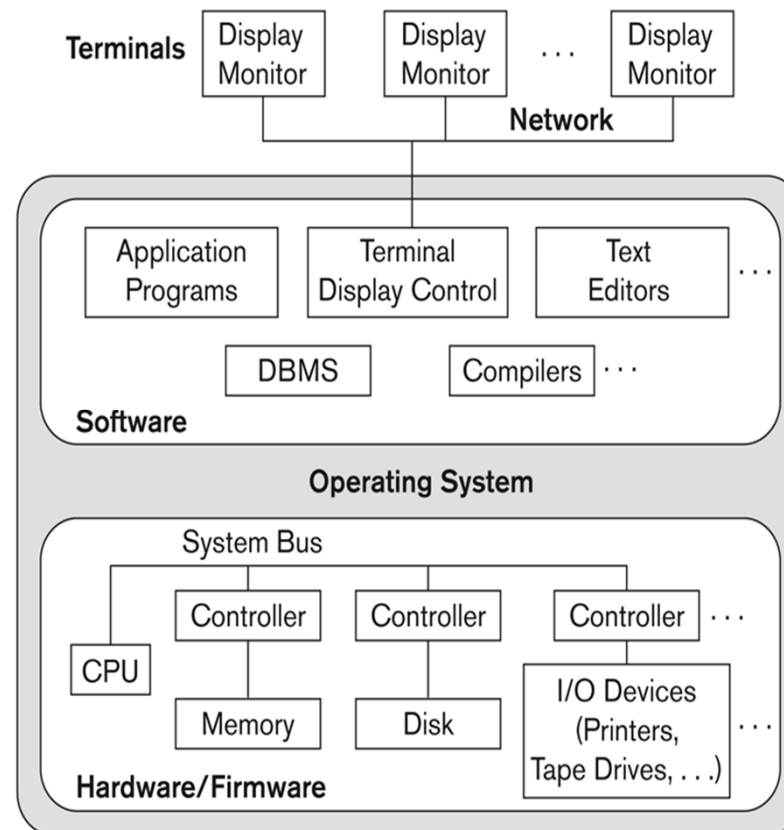 Terminals
Display
Monitor
Display
Monitor
. . .
Display
Monitor
Network
Application
Programs
Terminal
Display Control
Text
Editors
. . .
DBMS
Compilers
. . .
Software
Operating System
System Bus
Controller
Controller
Controller
. . .
CPU
Memory
Disk
I/O Devices
(Printers,
Tape Drives, . . .)
. . .
Hardware/Firmware